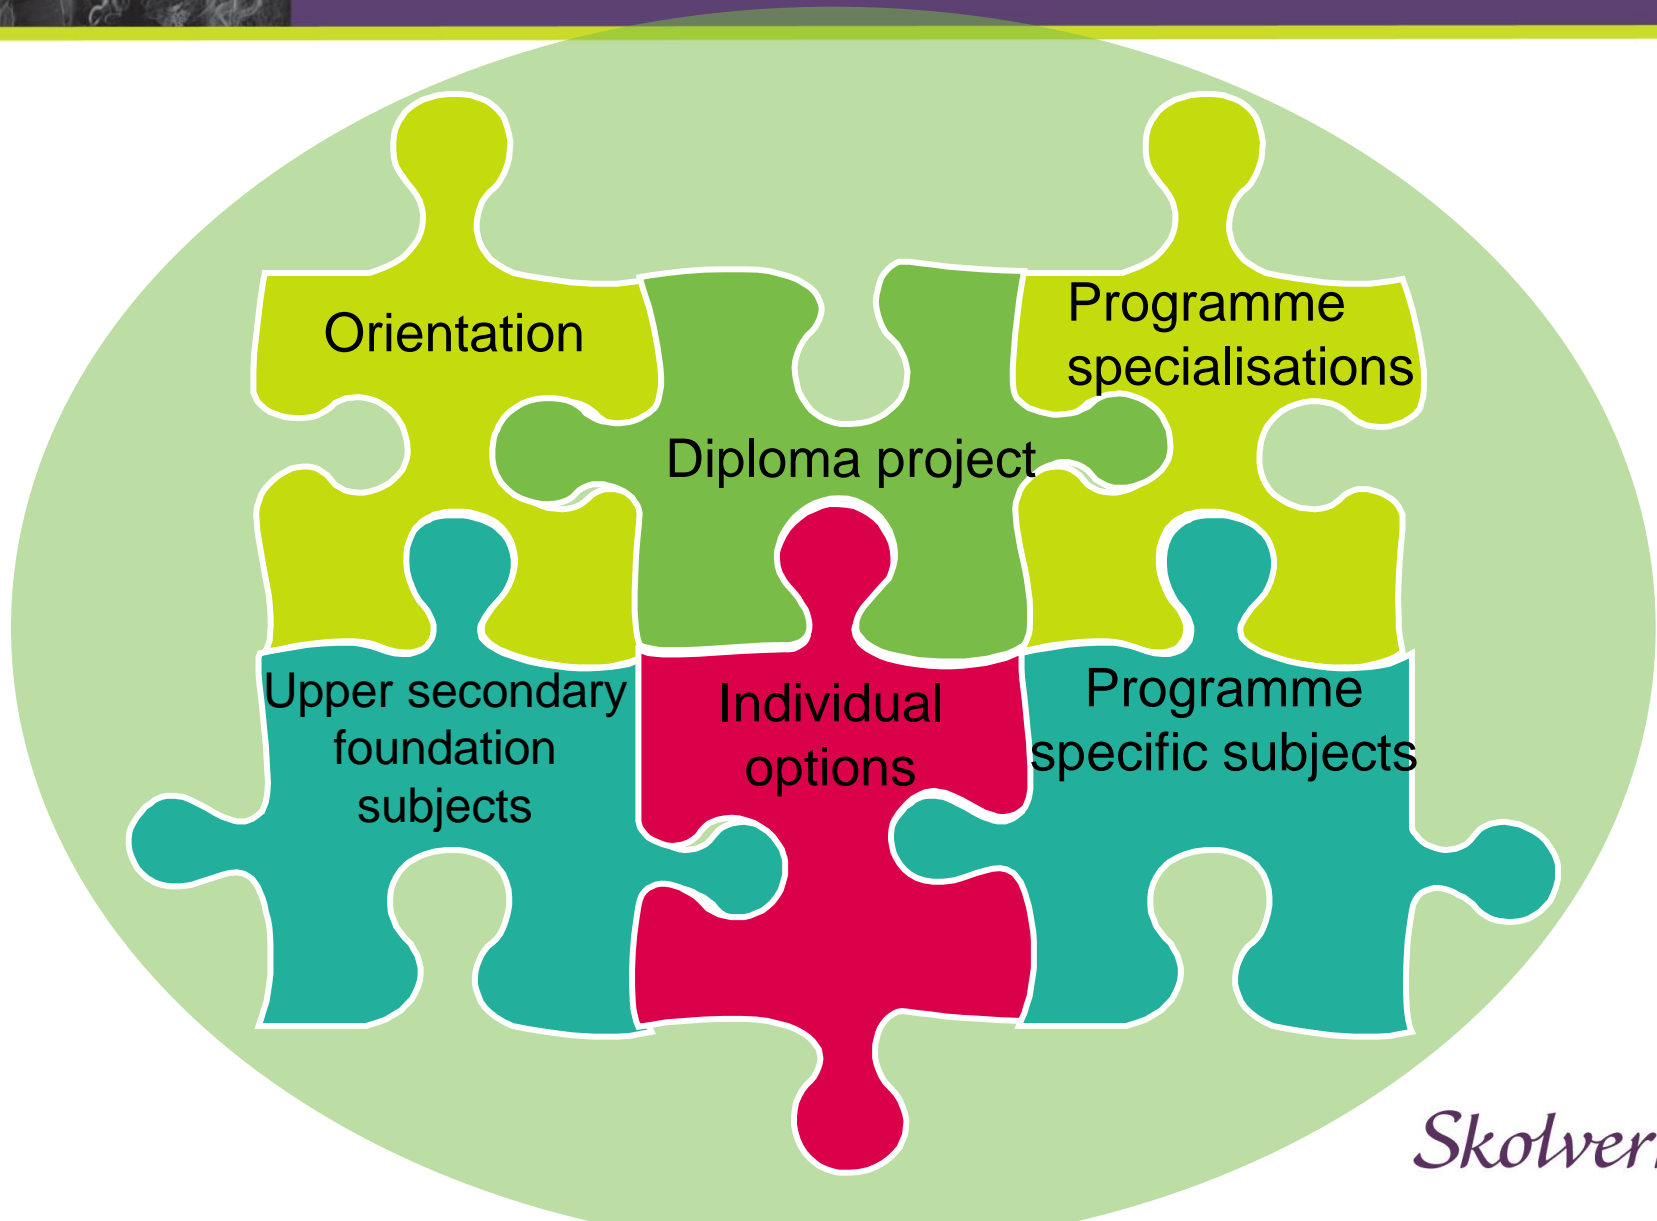 Orientation
Programme
specialisations
Diploma project
Upper secondary
foundation
subjects
Individual
options
Programme
specific subjects